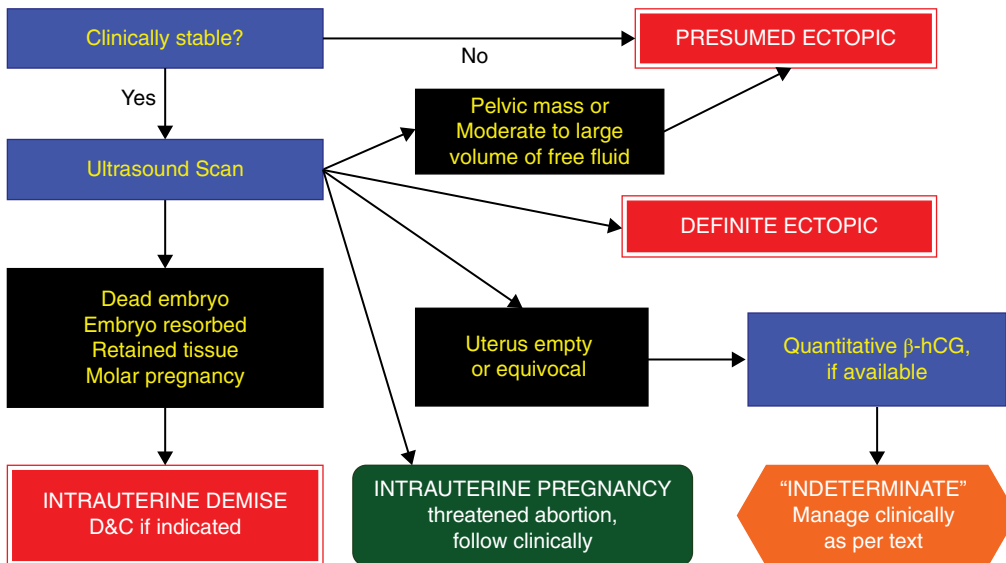 Clinically stable?
No
PRESUMED ECTOPIC
Yes
Pelvic mass or
Moderate to large
volume of free fluid
Ultrasound Scan
DEFINITE ECTOPIC
Dead embryo
Embryo resorbed
Retained tissue
Molar pregnancy
Uterus empty
or equivocal
Quantitative β-hCG,
if available
INTRAUTERINE DEMISE
D&C if indicated
INTRAUTERINE PREGNANCY
threatened abortion,
follow clinically
“INDETERMINATE”
Manage clinically
as per text